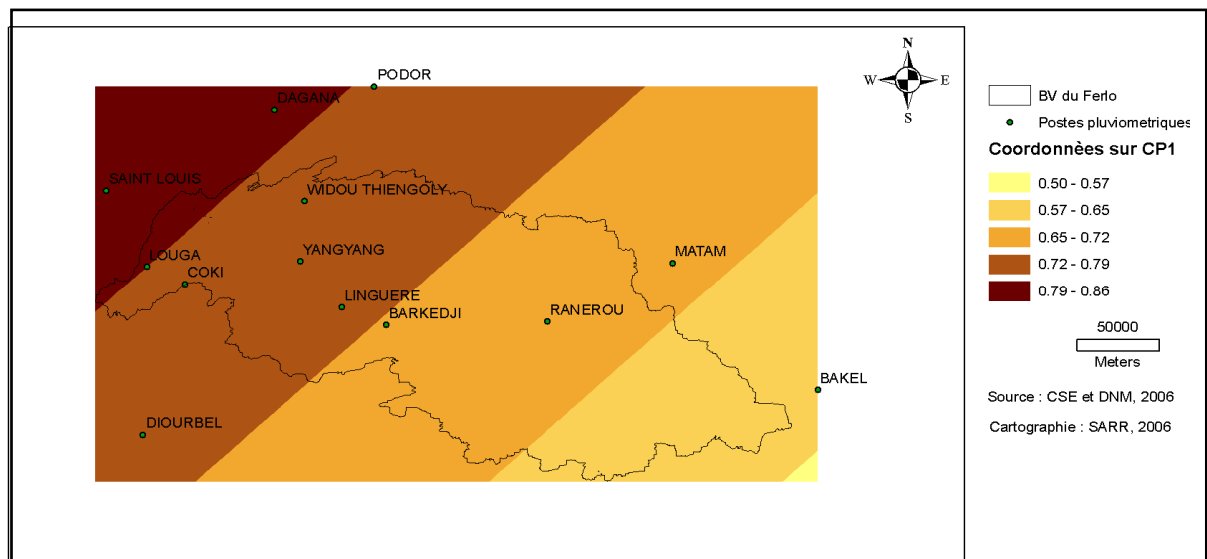 N
W
E
S
PODOR
DAGANA
SAINT LOUIS
WIDOU THIENGOLY
LOUGA
COKI
YANGYANG
MATAM
LINGUERE
BARKEDJI
RANEROU
BAKEL
DIOURBEL
BV du Ferlo
Postes pluviometriques
Coordonnèes sur CP1
0.50 - 0.57
0.57 - 0.65
0.65 - 0.72
0.72 - 0.79
0.79 - 0.86
50000
Meters
Source : CSE et DNM, 2006
Cartographie : SARR, 2006